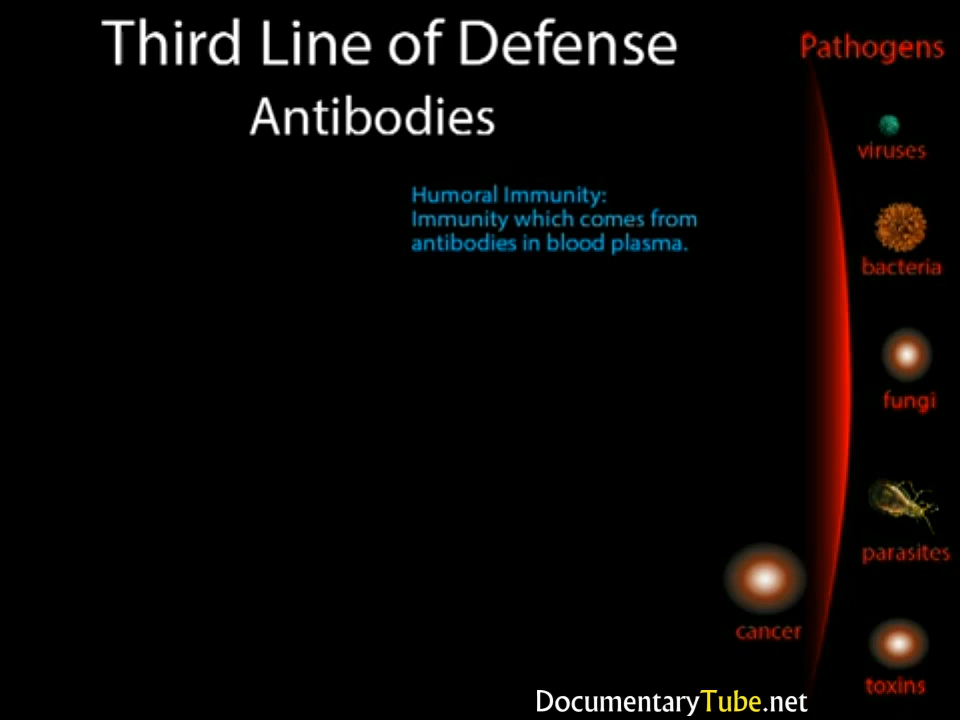 Third Line of Defense
Pathogens
Antibodies
viruses
Humoral Immunity:
Immunity which comes from
antibodies in blood plasma.
bacteria
fungi
parasites
cancer
toxins
DocumentaryTube.net